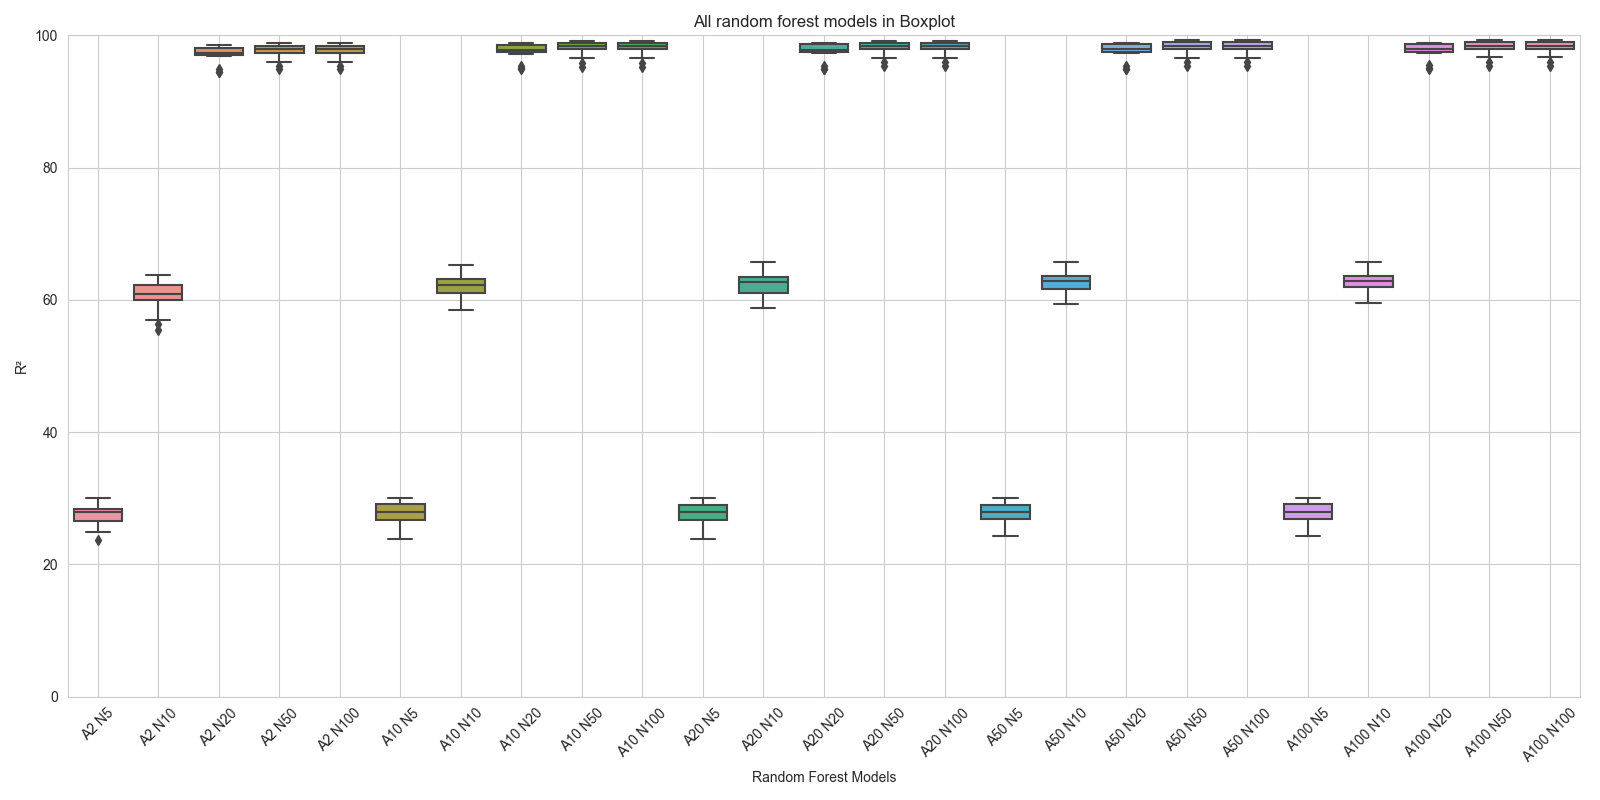 All random forest models in Boxplot
100
80
60
40
20
0
R²
A2 N5
A2 N10
A2 N20
A2 N50
A2 N100
A10 N5
A10 N10
A10 N20
A10 N50
A10 N100
A20 N5
A20 N10
A20 N20
A20 N50
A20 N100
A50 N5
A50 N10
A50 N20
A50 N50
A50 N100
A100 N5
A100 N10
A100 N20
A100 N50
A100 N100
Random Forest Models